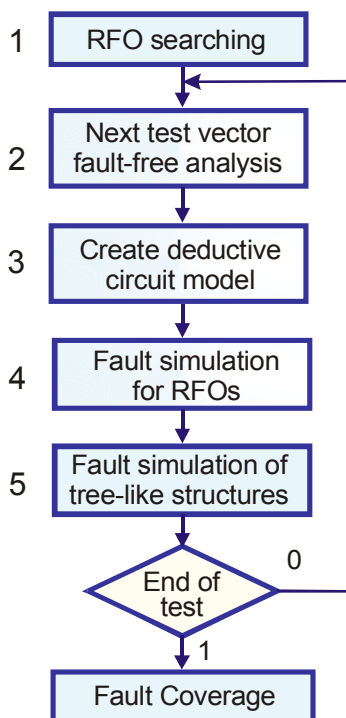 1
RFO searching
2
Next test vector
fault-free analysis
3
Create deductive
circuit model
4
Fault simulation
for RFOs
5
Fault simulation of
tree-like structures
End of
test
0
1
Fault Coverage